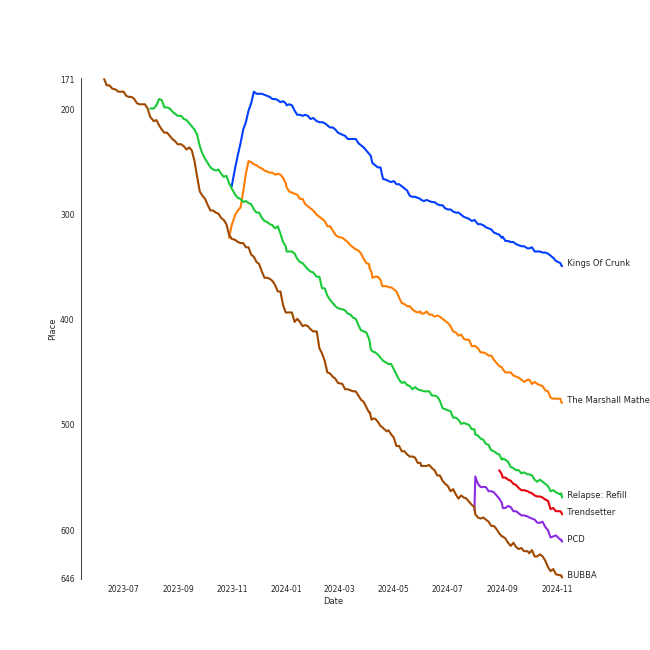 171
200
300
400
500
600
646
Place
2023-07
2023-09
2023-11
2024-01
2024-03
2024-05
2024-07
2024-09
2024-11
Date
Kings Of Crunk
The Marshall Mathe
Relapse: Refill
Trendsetter
PCD
BUBBA